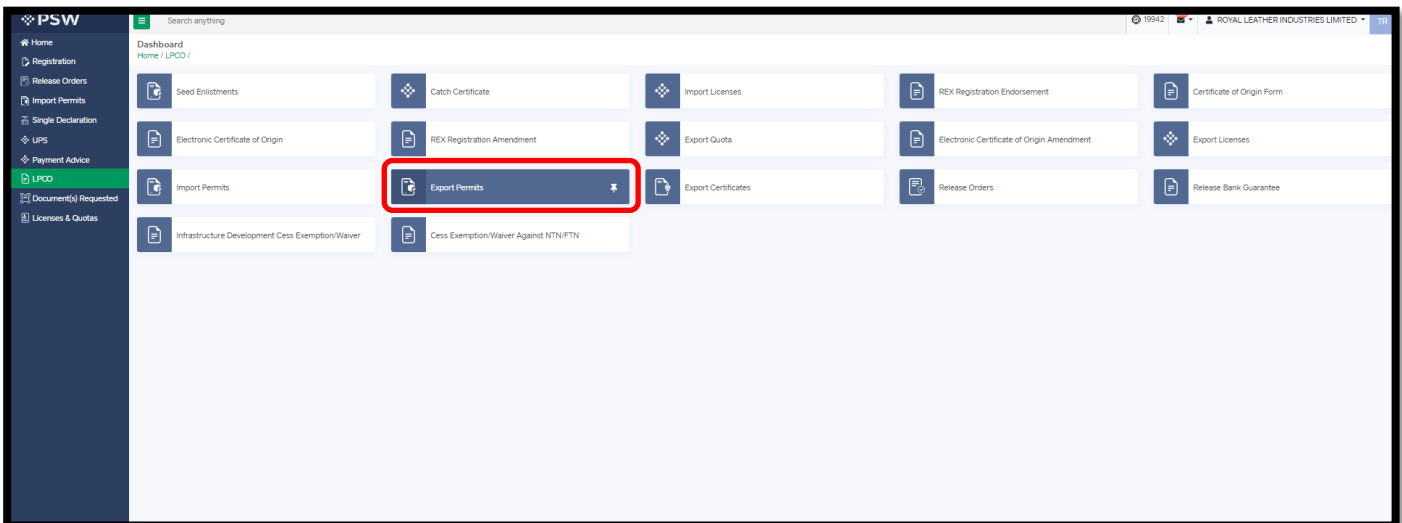 PSW
Search anything
19942
ROYAL LEATHER INDUSTRIES LIMITED
TR
Home
Registration
Release Orders
Import Permits
Single Declaration
UPS
Payment Advice
LPCO
Document(s) Requested
Licenses & Quotas
Dashboard
Home / LPCO /
Seed Enlistments
Catch Certificate
Import Licenses
REX Registration Endorsement
Certificate of Origin Form
Electronic Certificate of Origin
REX Registration Amendment
Export Quota
Electronic Certificate of Origin Amendment
Export Licenses
Import Permits
Export Permits
Export Certificates
Release Orders
Release Bank Guarantee
Infrastructure Development Cess Exemption/Waiver
Cess Exemption/Waiver Against NTN/FTN